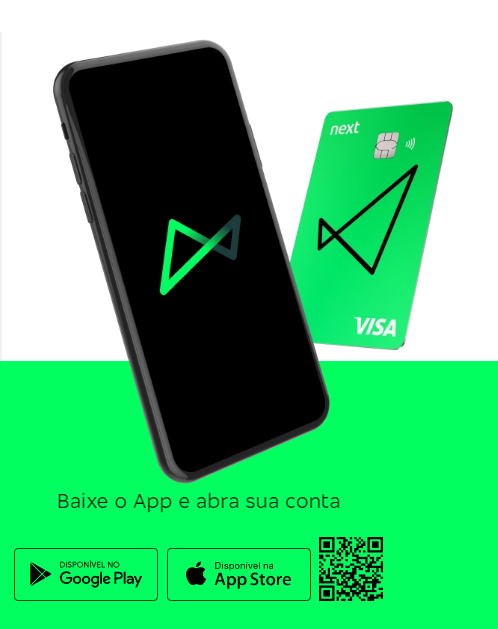 next
VISA
Baixe o App e abra sua conta
DISPONÍVEL NO
Google Play
Disponível na
App Store